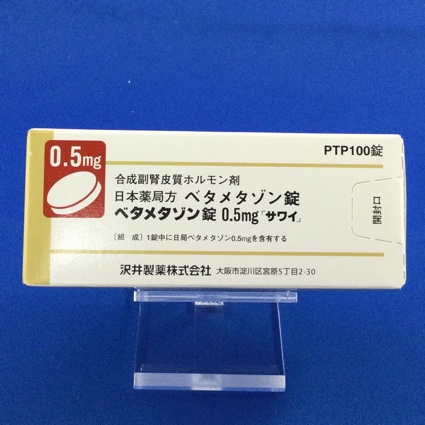 0.5mg
PTP100錠
合成副腎皮質ホルモン剤
日本薬局方 ベタメタゾン錠
ベタメタゾン錠 0.5mg「サワイ」
〔組 成〕1錠中に日局ベタメタゾン0.5mgを含有する
沢井製薬株式会社 大阪市淀川区宮原5丁目2-30
開封口